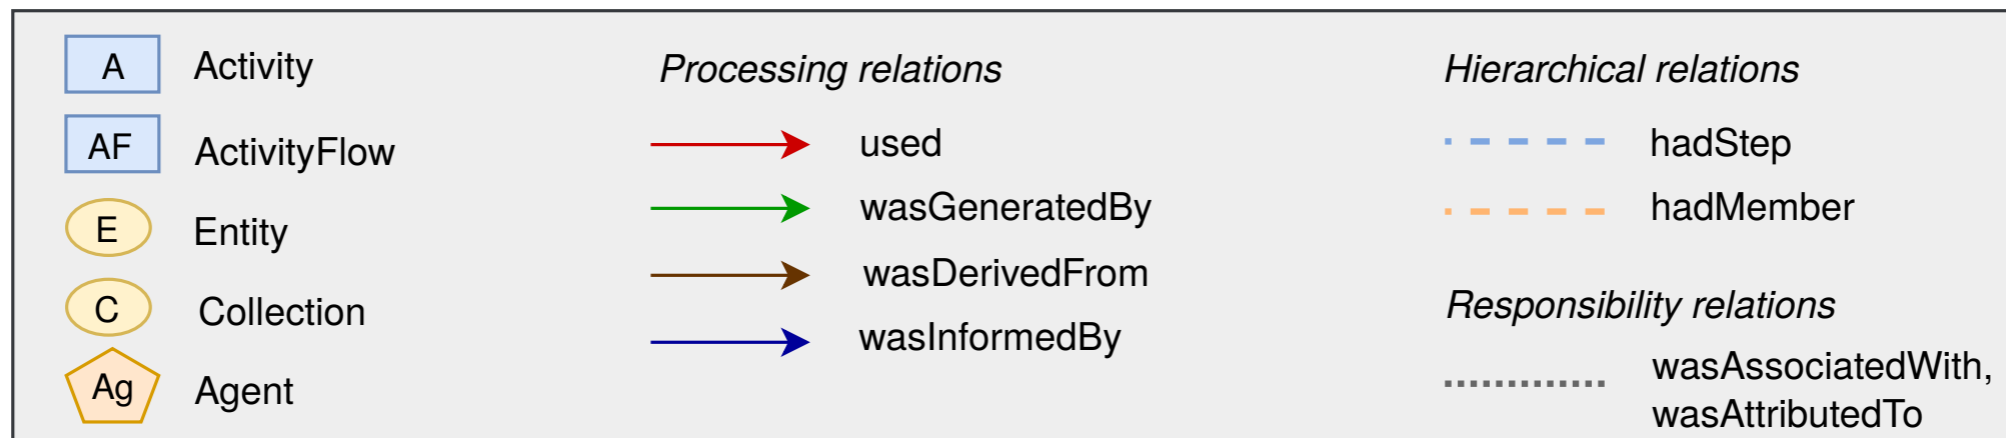 A Activity
AF ActivityFlow
E Entity
C Collection
Ag Agent
Processing relations
used
wasGeneratedBy
wasDerivedFrom
wasInformedBy
Hierarchical relations
hadStep
hadMember
Responsibility relations
wasAssociatedWith,
wasAttributedTo